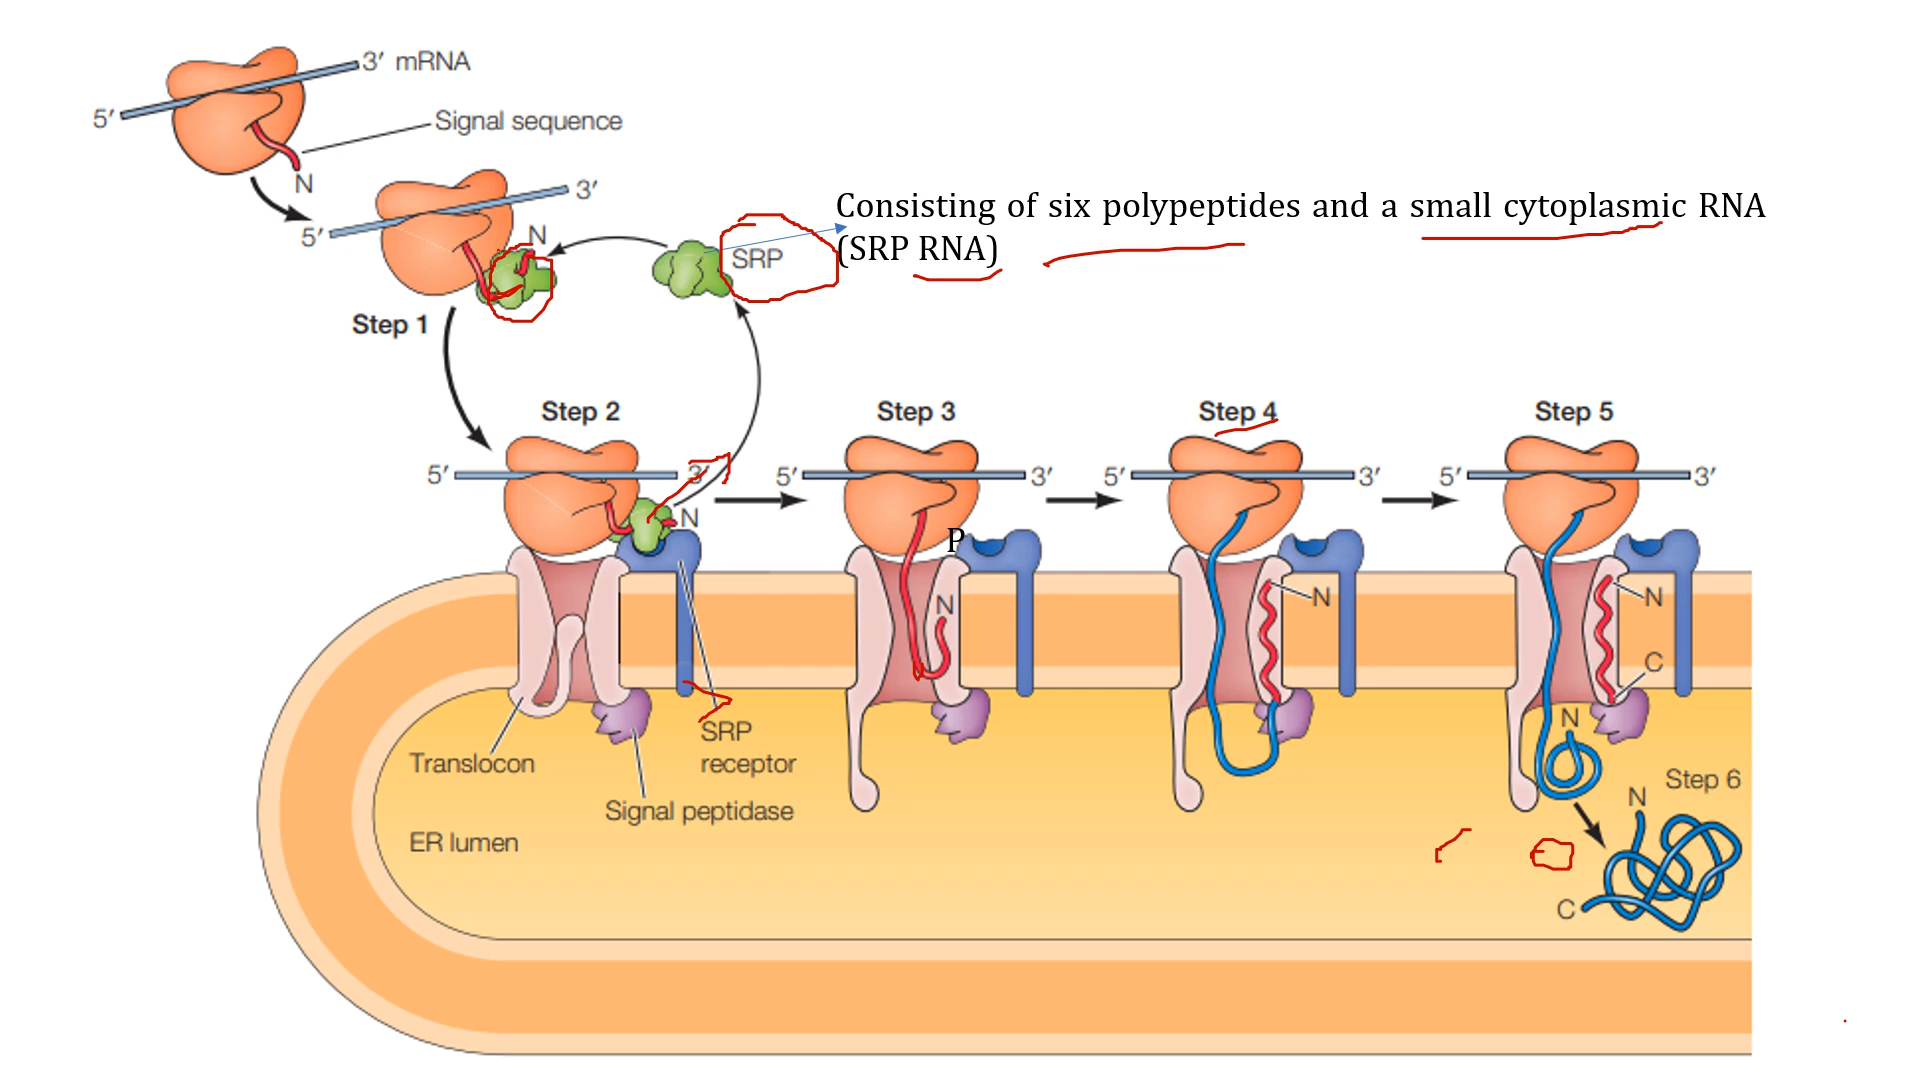 3′ mRNA
5′
Signal sequence
N
3′
5′
N
SRP
Consisting of six polypeptides and a small cytoplasmic RNA
(SRP RNA)
Step 1
Step 2
Step 3
Step 4
Step 5
5′
3′
5′
3′
5′
3′
5′
3′
N
P
N
N
N
C
N
SRP
receptor
Translocon
Signal peptidase
ER lumen
Step 6
N
C